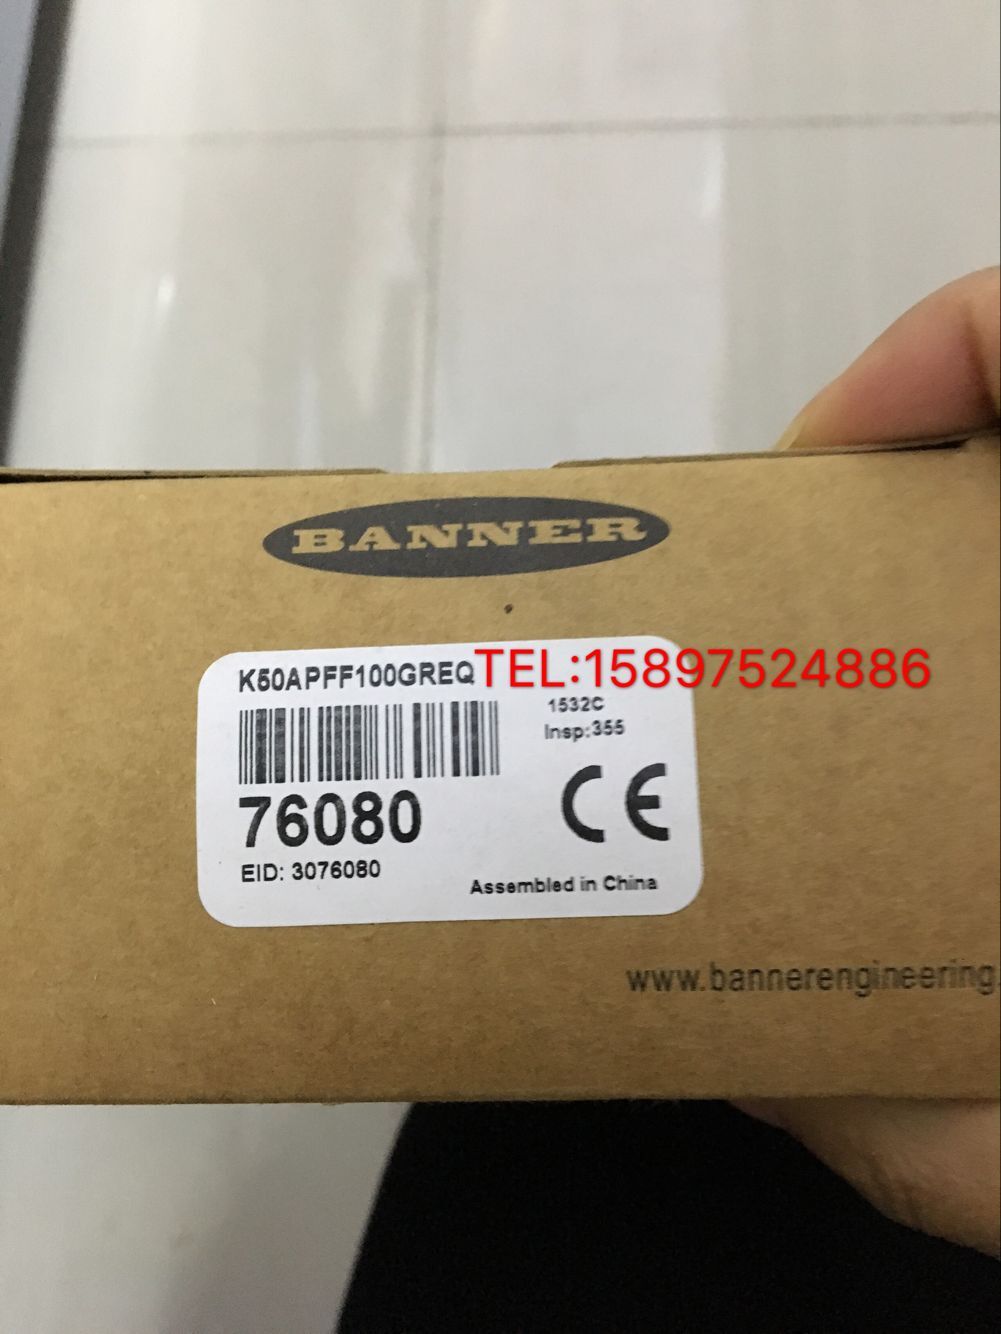 BANNER
K50APFF100GREQ
TEL:15897524886
1532C
Insp:355
76080
EID: 3076080
CE
Assembled in China
www.bannerengineering.